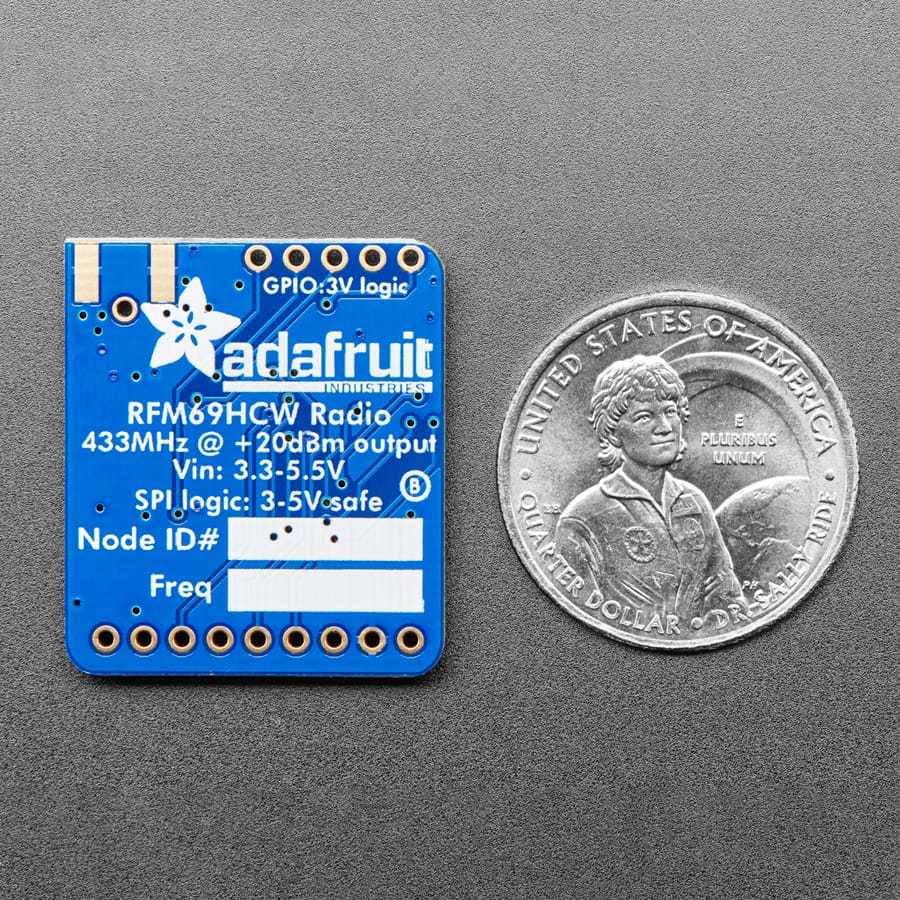 GPIO:3V logic
adafruit
INDUSTRIES
RFM69HCW Radio
433MHz @ +20dBm output
Vin: 3.3-5.5V
SPI logic: 3-5V safe
B
Node ID#
Freq
UNITED STATES OF AMERICA
E
PLURIBUS
UNUM
QUARTER DOLLAR • DR. SALLY RIDE
PH